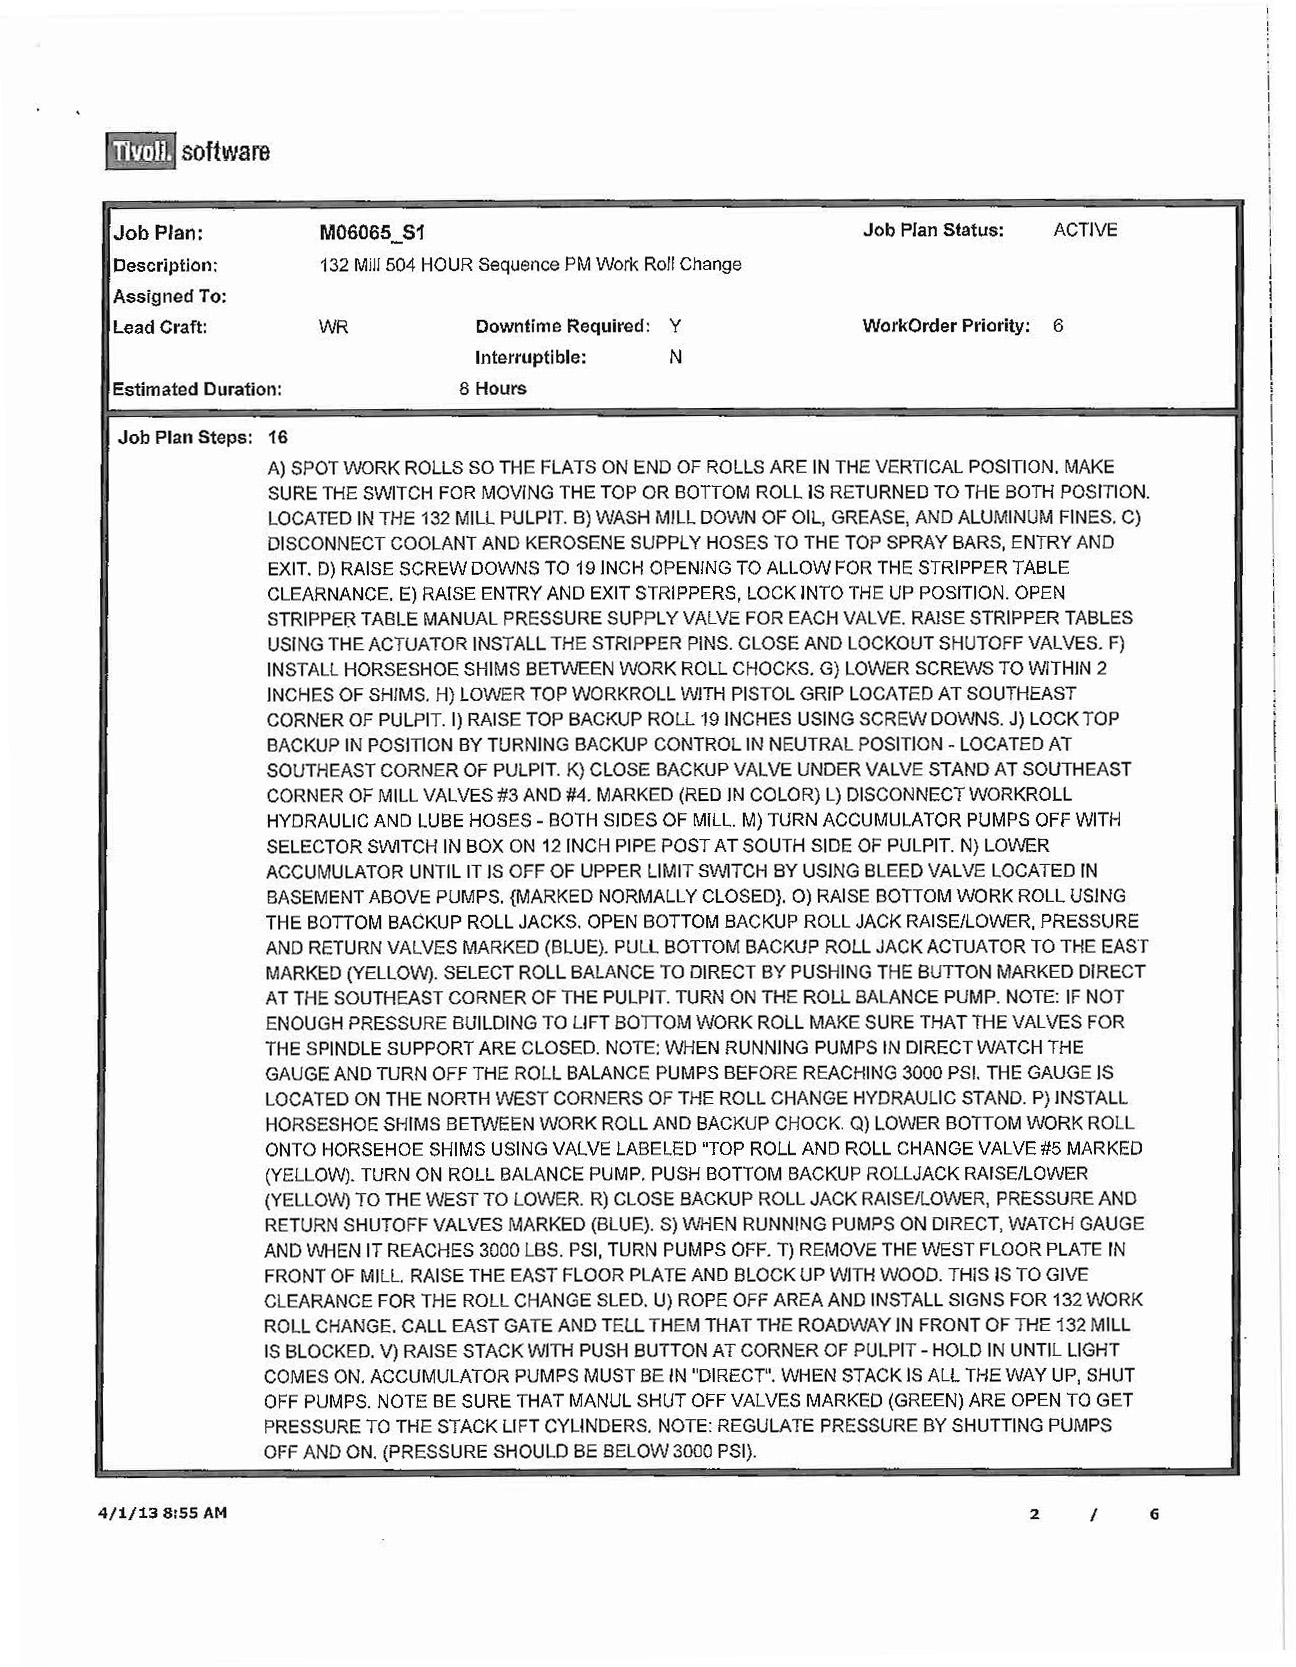 Tivoli. software
Job Plan: M06065_S1 Job Plan Status: ACTIVE
Description: 132 Mill 504 HOUR Sequence PM Work Roll Change
Assigned To:
Lead Craft: WR Downtime Required: Y WorkOrder Priority: 6
Interruptible: N
Estimated Duration: 8 Hours
Job Plan Steps: 16
A) SPOT WORK ROLLS SO THE FLATS ON END OF ROLLS ARE IN THE VERTICAL POSITION. MAKE
SURE THE SWITCH FOR MOVING THE TOP OR BOTTOM ROLL IS RETURNED TO THE BOTH POSITION.
LOCATED IN THE 132 MILL PULPIT. B) WASH MILL DOWN OF OIL, GREASE, AND ALUMINUM FINES. C)
DISCONNECT COOLANT AND KEROSENE SUPPLY HOSES TO THE TOP SPRAY BARS, ENTRY AND
EXIT. D) RAISE SCREW DOWNS TO 19 INCH OPENING TO ALLOW FOR THE STRIPPER TABLE
CLEARNANCE. E) RAISE ENTRY AND EXIT STRIPPERS, LOCK INTO THE UP POSITION. OPEN
STRIPPER TABLE MANUAL PRESSURE SUPPLY VALVE FOR EACH VALVE. RAISE STRIPPER TABLES
USING THE ACTUATOR INSTALL THE STRIPPER PINS. CLOSE AND LOCKOUT SHUTOFF VALVES. F)
INSTALL HORSESHOE SHIMS BETWEEN WORK ROLL CHOCKS. G) LOWER SCREWS TO WITHIN 2
INCHES OF SHIMS. H) LOWER TOP WORKROLL WITH PISTOL GRIP LOCATED AT SOUTHEAST
CORNER OF PULPIT. I) RAISE TOP BACKUP ROLL 19 INCHES USING SCREW DOWNS. J) LOCK TOP
BACKUP IN POSITION BY TURNING BACKUP CONTROL IN NEUTRAL POSITION - LOCATED AT
SOUTHEAST CORNER OF PULPIT. K) CLOSE BACKUP VALVE UNDER VALVE STAND AT SOUTHEAST
CORNER OF MILL VALVES #3 AND #4. MARKED (RED IN COLOR) L) DISCONNECT WORKROLL
HYDRAULIC AND LUBE HOSES - BOTH SIDES OF MILL. M) TURN ACCUMULATOR PUMPS OFF WITH
SELECTOR SWITCH IN BOX ON 12 INCH PIPE POST AT SOUTH SIDE OF PULPIT. N) LOWER
ACCUMULATOR UNTIL IT IS OFF OF UPPER LIMIT SWITCH BY USING BLEED VALVE LOCATED IN
BASEMENT ABOVE PUMPS. {MARKED NORMALLY CLOSED}. O) RAISE BOTTOM WORK ROLL USING
THE BOTTOM BACKUP ROLL JACKS. OPEN BOTTOM BACKUP ROLL JACK RAISE/LOWER, PRESSURE
AND RETURN VALVES MARKED (BLUE). PULL BOTTOM BACKUP ROLL JACK ACTUATOR TO THE EAST
MARKED (YELLOW). SELECT ROLL BALANCE TO DIRECT BY PUSHING THE BUTTON MARKED DIRECT
AT THE SOUTHEAST CORNER OF THE PULPIT. TURN ON THE ROLL BALANCE PUMP. NOTE: IF NOT
ENOUGH PRESSURE BUILDING TO LIFT BOTTOM WORK ROLL MAKE SURE THAT THE VALVES FOR
THE SPINDLE SUPPORT ARE CLOSED. NOTE: WHEN RUNNING PUMPS IN DIRECT WATCH THE
GAUGE AND TURN OFF THE ROLL BALANCE PUMPS BEFORE REACHING 3000 PSI. THE GAUGE IS
LOCATED ON THE NORTH WEST CORNERS OF THE ROLL CHANGE HYDRAULIC STAND. P) INSTALL
HORSESHOE SHIMS BETWEEN WORK ROLL AND BACKUP CHOCK. Q) LOWER BOTTOM WORK ROLL
ONTO HORSEHOE SHIMS USING VALVE LABELED "TOP ROLL AND ROLL CHANGE VALVE #5 MARKED
(YELLOW). TURN ON ROLL BALANCE PUMP. PUSH BOTTOM BACKUP ROLLJACK RAISE/LOWER
(YELLOW) TO THE WEST TO LOWER. R) CLOSE BACKUP ROLL JACK RAISE/LOWER, PRESSURE AND
RETURN SHUTOFF VALVES MARKED (BLUE). S) WHEN RUNNING PUMPS ON DIRECT, WATCH GAUGE
AND WHEN IT REACHES 3000 LBS. PSI, TURN PUMPS OFF. T) REMOVE THE WEST FLOOR PLATE IN
FRONT OF MILL. RAISE THE EAST FLOOR PLATE AND BLOCK UP WITH WOOD. THIS IS TO GIVE
CLEARANCE FOR THE ROLL CHANGE SLED. U) ROPE OFF AREA AND INSTALL SIGNS FOR 132 WORK
ROLL CHANGE. CALL EAST GATE AND TELL THEM THAT THE ROADWAY IN FRONT OF THE 132 MILL
IS BLOCKED. V) RAISE STACK WITH PUSH BUTTON AT CORNER OF PULPIT - HOLD IN UNTIL LIGHT
COMES ON. ACCUMULATOR PUMPS MUST BE IN "DIRECT". WHEN STACK IS ALL THE WAY UP, SHUT
OFF PUMPS. NOTE BE SURE THAT MANUL SHUT OFF VALVES MARKED (GREEN) ARE OPEN TO GET
PRESSURE TO THE STACK LIFT CYLINDERS. NOTE: REGULATE PRESSURE BY SHUTTING PUMPS
OFF AND ON. (PRESSURE SHOULD BE BELOW 3000 PSI).
4/1/13 8:55 AM 2 / 6